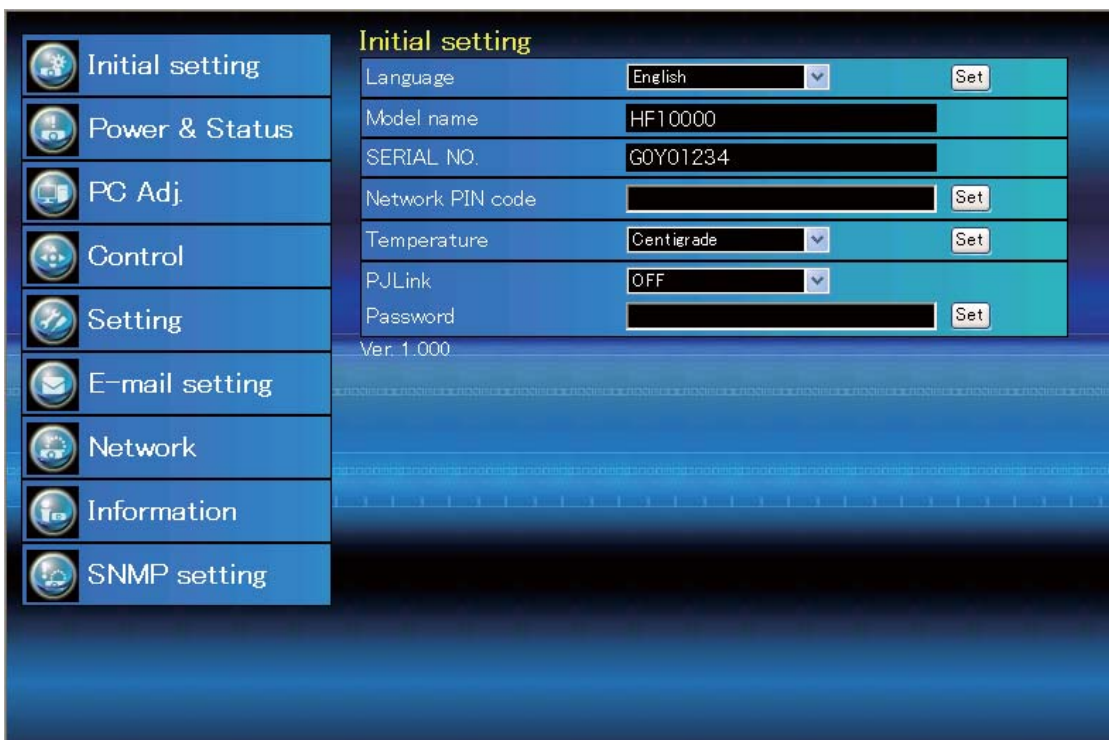 Initial setting
Power & Status
PC Adj.
Control
Setting
E-mail setting
Network
Information
SNMP setting
Initial setting
Language English Set
Model name HF10000
SERIAL NO. G0Y01234
Network PIN code Set
Temperature Centigrade Set
PJLink OFF
Password Set
Ver. 1.000